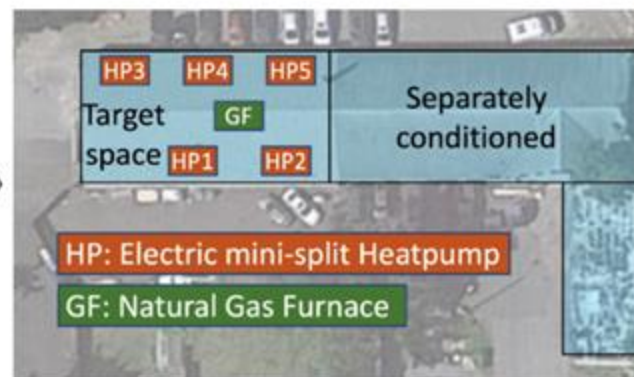 HP3 HP4 HP5
Target
space
GF
HP1 HP2
Separately
conditioned
HP: Electric mini-split Heatpump
GF: Natural Gas Furnace